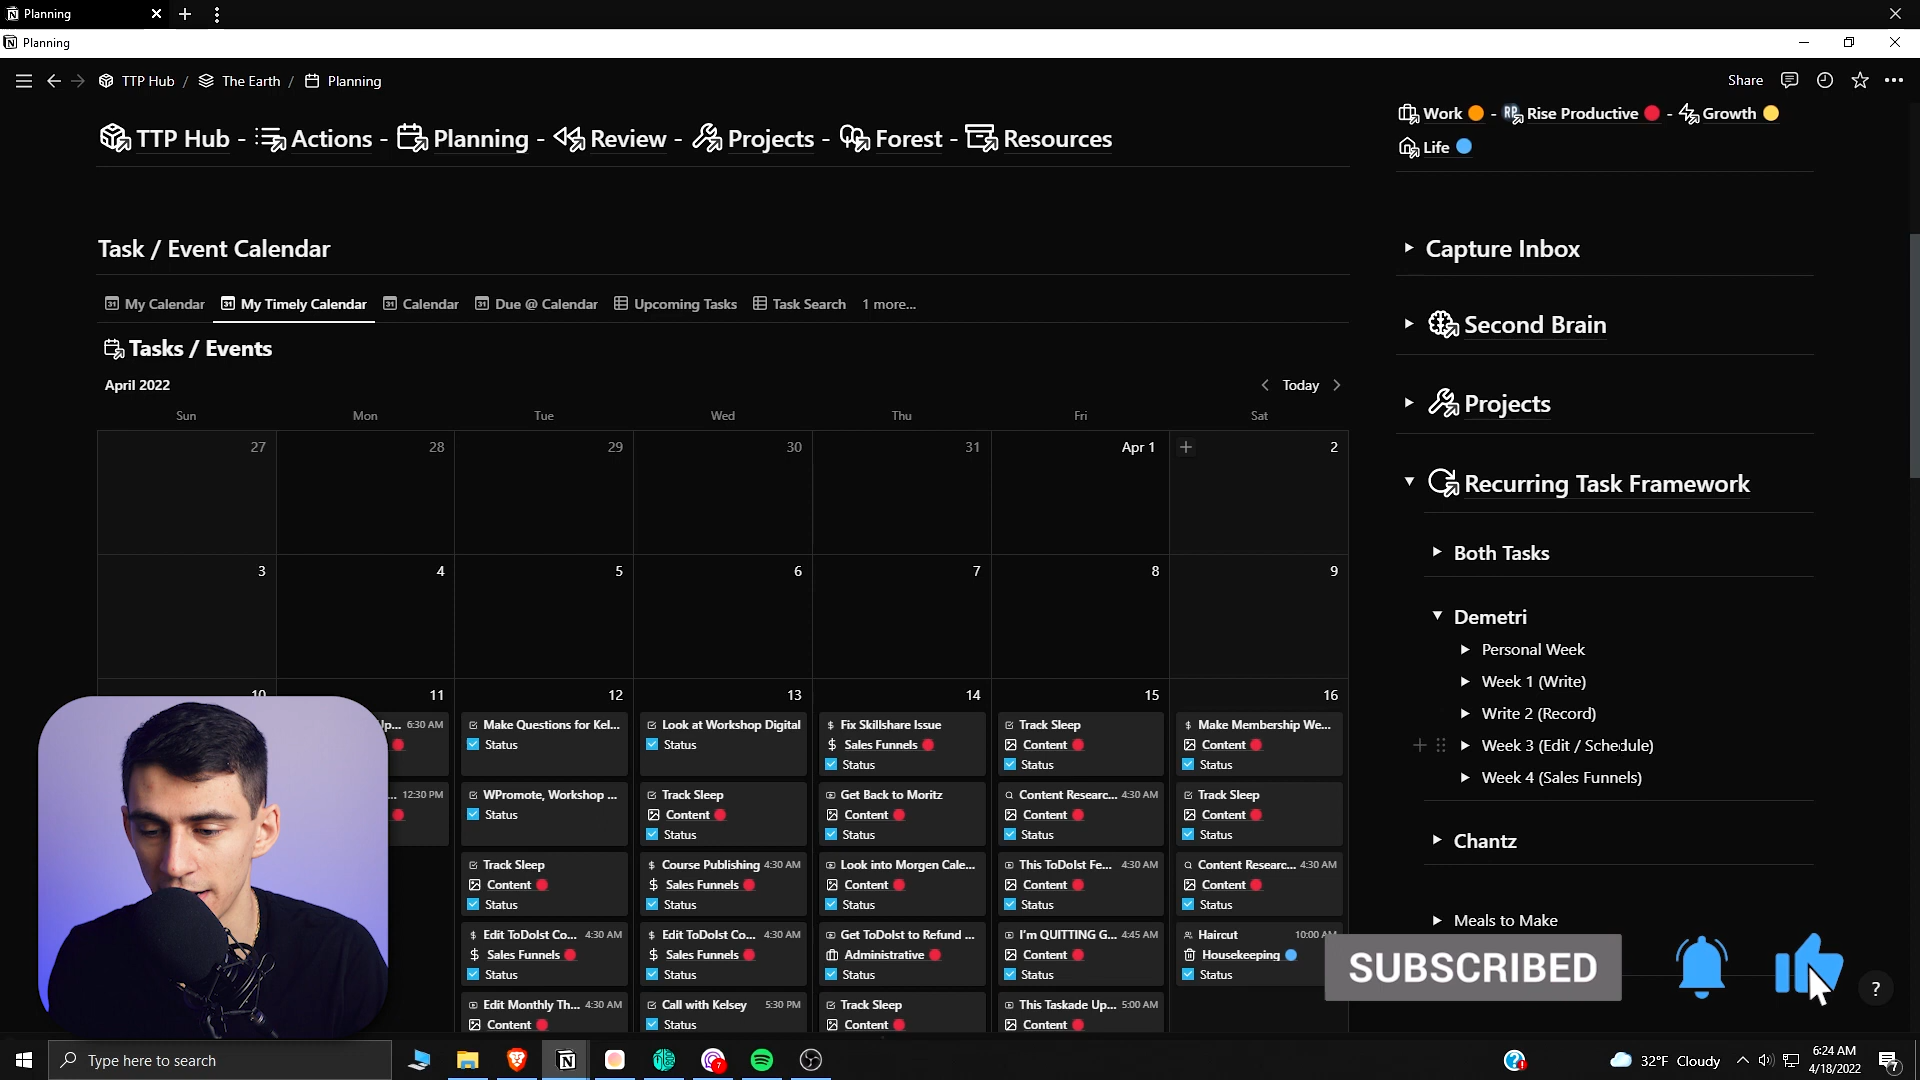 Planning
Planning
TTP Hub / The Earth / Planning
Share
TTP Hub - Actions - Planning - Review - Projects - Forest - Resources
Work - Rise Productive - Growth
Life
Task / Event Calendar
My Calendar My Timely Calendar Calendar Due @ Calendar Upcoming Tasks Task Search 1 more...
Tasks / Events
April 2022
Today
Sun Mon Tue Wed Thu Fri Sat
27 28 29 30 31 Apr 1 2
3 4 5 6 7 8 9
10 11 12 13 14 15 16
p... 6:30 AM
... 12:30 PM
Make Questions for Kel...
Status
WPromote, Workshop ...
Status
Track Sleep
Content
Status
Edit ToDoIst Co... 4:30 AM
Sales Funnels
Status
Edit Monthly Th... 4:30 AM
Content
Look at Workshop Digital
Status
Track Sleep
Content
Status
Course Publishing 4:30 AM
Sales Funnels
Status
Edit ToDoIst Co... 4:30 AM
Sales Funnels
Status
Call with Kelsey 5:30 PM
Status
Fix Skillshare Issue
Sales Funnels
Status
Get Back to Moritz
Content
Status
Look into Morgen Cale...
Content
Status
Get ToDoIst to Refund ...
Administrative
Status
Track Sleep
Content
Track Sleep
Content
Status
Content Researc... 4:30 AM
Content
Status
This ToDoIst Fe... 4:30 AM
Content
Status
I'm QUITTING G... 4:45 AM
Content
Status
This Taskade Up... 5:00 AM
Content
Make Membership We...
Content
Status
Track Sleep
Content
Status
Content Researc... 4:30 AM
Content
Status
Haircut 10:00 AM
Housekeeping
Status
Capture Inbox
Second Brain
Projects
Recurring Task Framework
Both Tasks
Demetri
Personal Week
Week 1 (Write)
Write 2 (Record)
Week 3 (Edit / Schedule)
Week 4 (Sales Funnels)
Chantz
Meals to Make
SUBSCRIBED
?
Type here to search
7
32°F Cloudy
6:24 AM
4/18/2022
7